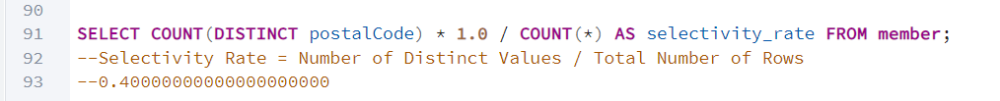 90
91 SELECT COUNT(DISTINCT postalCode) * 1.0 / COUNT(*) AS selectivity_rate FROM member;
92 --Selectivity Rate = Number of Distinct Values / Total Number of Rows
93 --0.40000000000000000000